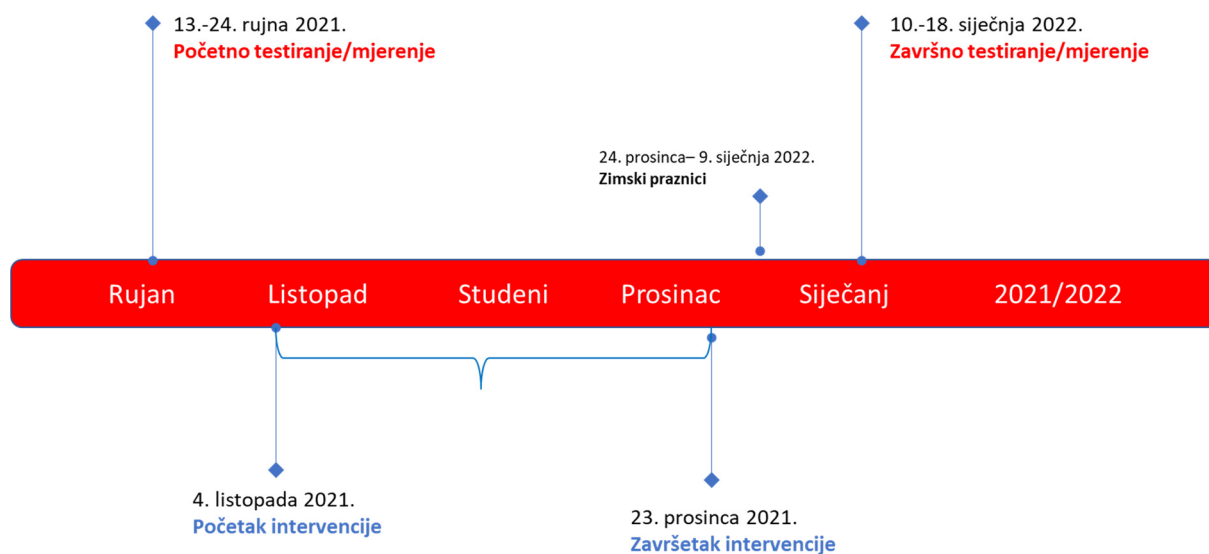 13.-24. rujna 2021.
Početno testiranje/mjerenje
10.-18. siječnja 2022.
Završno testiranje/mjerenje
24. prosinca– 9. siječnja 2022.
Zimski praznici
Rujan Listopad Studeni Prosinac Siječanj 2021/2022
4. listopada 2021.
Početak intervencije
23. prosinca 2021.
Završetak intervencije